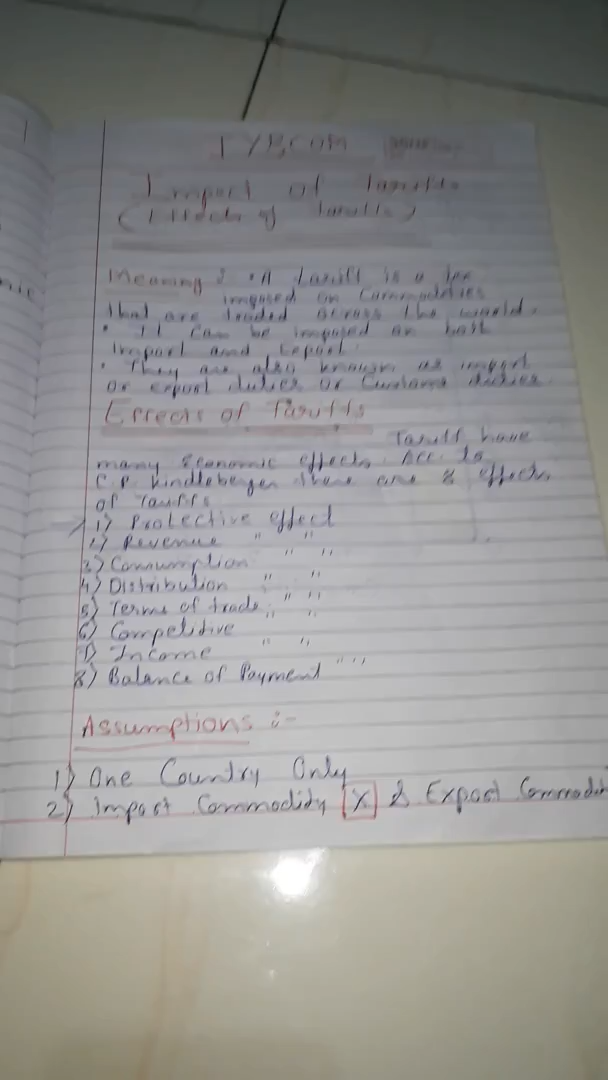 TYBCOM
Impact of Tariffs
(Effects of Tariffs)
Meaning : • A tariff is a tax
imposed on Commodities
that are traded across the world.
• It can be imposed on both
import and Export.
• They are also known as import
or export duties or Customs duties.
Effects of Tariffs
Tariff have
many Economic effects. Acc. to
C.P. Kindleberger there are 8 effects
of Tariffs
1) Protective effect
2) Revenue " "
3) Consumption " "
4) Distribution " "
5) Terms of trade " "
6) Competitive " "
7) Income " "
8) Balance of Payment " "
Assumptions :-
1) One Country Only
2) Import Commodity [X] & Export